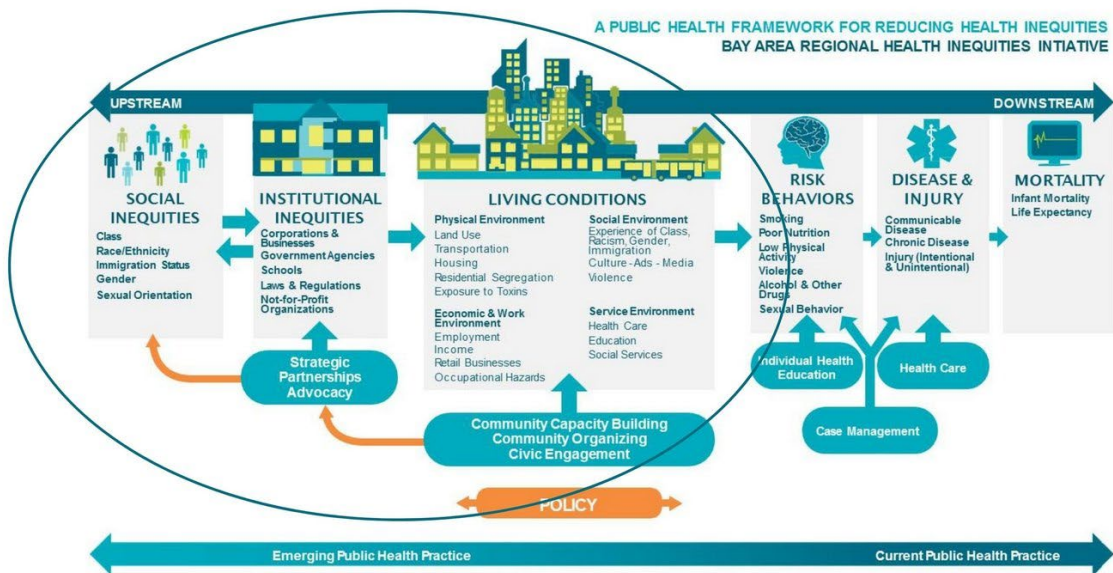 A PUBLIC HEALTH FRAMEWORK FOR REDUCING HEALTH INEQUITIES
BAY AREA REGIONAL HEALTH INEQUITIES INTIATIVE
UPSTREAM
DOWNSTREAM
SOCIAL
INEQUITIES
Class
Race/Ethnicity
Immigration Status
Gender
Sexual Orientation
INSTITUTIONAL
INEQUITIES
Corporations &
Businesses
Government Agencies
Schools
Laws & Regulations
Not-for-Profit
Organizations
LIVING CONDITIONS
Physical Environment
Land Use
Transportation
Housing
Residential Segregation
Exposure to Toxins
Economic & Work
Environment
Employment
Income
Retail Businesses
Occupational Hazards
Social Environment
Experience of Class,
Racism, Gender,
Immigration
Culture - Ads - Media
Violence
Service Environment
Health Care
Education
Social Services
RISK
BEHAVIORS
Smoking
Poor Nutrition
Low Physical
Activity
Violence
Alcohol & Other
Drugs
Sexual Behavior
DISEASE &
INJURY
Communicable
Disease
Chronic Disease
Injury (Intentional
& Unintentional)
MORTALITY
Infant Mortality
Life Expectancy
Strategic
Partnerships
Advocacy
Community Capacity Building
Community Organizing
Civic Engagement
Individual Health
Education
Health Care
Case Management
POLICY
Emerging Public Health Practice
Current Public Health Practice